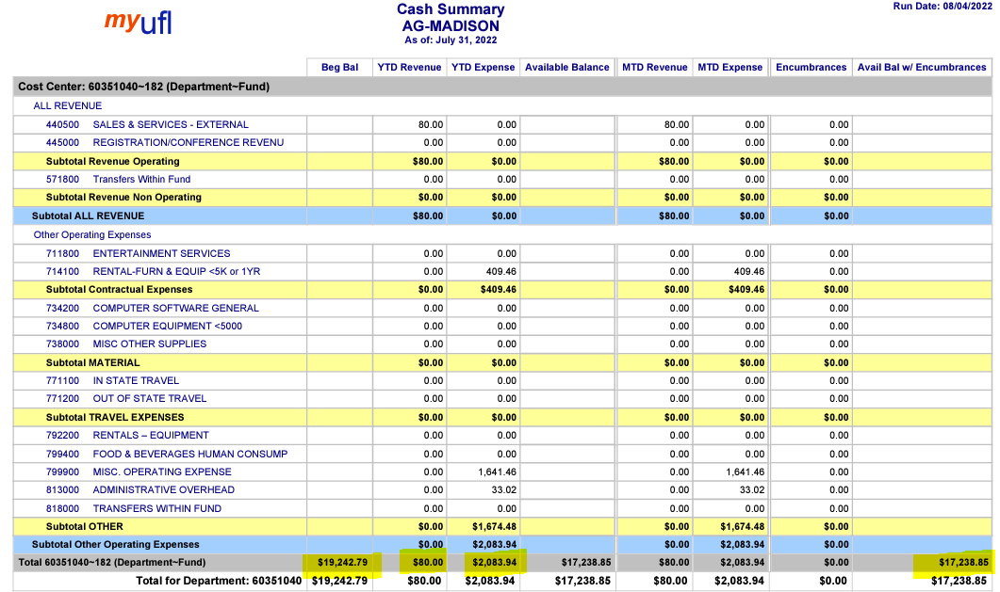 myufl
Cash Summary
AG-MADISON
As of: July 31, 2022
Run Date: 08/04/2022
Beg Bal YTD Revenue YTD Expense Available Balance MTD Revenue MTD Expense Encumbrances Avail Bal w/ Encumbrances
Cost Center: 60351040~182 (Department~Fund)
ALL REVENUE
440500 SALES & SERVICES - EXTERNAL 80.00 0.00 80.00 0.00 0.00
445000 REGISTRATION/CONFERENCE REVENU 0.00 0.00 0.00 0.00 0.00
Subtotal Revenue Operating $80.00 $0.00 $80.00 $0.00 $0.00
571800 Transfers Within Fund 0.00 0.00 0.00 0.00 0.00
Subtotal Revenue Non Operating $0.00 $0.00 $0.00 $0.00 $0.00
Subtotal ALL REVENUE $80.00 $0.00 $80.00 $0.00 $0.00
Other Operating Expenses
711800 ENTERTAINMENT SERVICES 0.00 0.00 0.00 0.00 0.00
714100 RENTAL-FURN & EQUIP <5K or 1YR 0.00 409.46 0.00 409.46 0.00
Subtotal Contractual Expenses $0.00 $409.46 $0.00 $409.46 $0.00
734200 COMPUTER SOFTWARE GENERAL 0.00 0.00 0.00 0.00 0.00
734800 COMPUTER EQUIPMENT <5000 0.00 0.00 0.00 0.00 0.00
738000 MISC OTHER SUPPLIES 0.00 0.00 0.00 0.00 0.00
Subtotal MATERIAL $0.00 $0.00 $0.00 $0.00 $0.00
771100 IN STATE TRAVEL 0.00 0.00 0.00 0.00 0.00
771200 OUT OF STATE TRAVEL 0.00 0.00 0.00 0.00 0.00
Subtotal TRAVEL EXPENSES $0.00 $0.00 $0.00 $0.00 $0.00
792200 RENTALS – EQUIPMENT 0.00 0.00 0.00 0.00 0.00
799400 FOOD & BEVERAGES HUMAN CONSUMP 0.00 0.00 0.00 0.00 0.00
799900 MISC. OPERATING EXPENSE 0.00 1,641.46 0.00 1,641.46 0.00
813000 ADMINISTRATIVE OVERHEAD 0.00 33.02 0.00 33.02 0.00
818000 TRANSFERS WITHIN FUND 0.00 0.00 0.00 0.00 0.00
Subtotal OTHER $0.00 $1,674.48 $0.00 $1,674.48 $0.00
Subtotal Other Operating Expenses $0.00 $2,083.94 $0.00 $2,083.94 $0.00
Total 60351040~182 (Department~Fund) $19,242.79 $80.00 $2,083.94 $17,238.85 $80.00 $2,083.94 $0.00 $17,238.85
Total for Department: 60351040 $19,242.79 $80.00 $2,083.94 $17,238.85 $80.00 $2,083.94 $0.00 $17,238.85